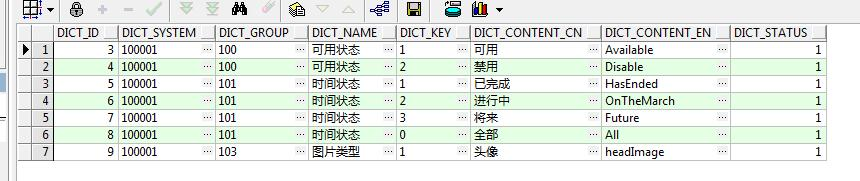 DICT_ID DICT_SYSTEM DICT_GROUP DICT_NAME DICT_KEY DICT_CONTENT_CN DICT_CONTENT_EN DICT_STATUS
1 3 100001 ... 100 ... 可用状态 ... 1 ... 可用 ... Available ... 1
2 4 100001 ... 100 ... 可用状态 ... 2 ... 禁用 ... Disable ... 1
3 5 100001 ... 101 ... 时间状态 ... 1 ... 已完成 ... HasEnded ... 1
4 6 100001 ... 101 ... 时间状态 ... 2 ... 进行中 ... OnTheMarch ... 1
5 7 100001 ... 101 ... 时间状态 ... 3 ... 将来 ... Future ... 1
6 8 100001 ... 101 ... 时间状态 ... 0 ... 全部 ... All ... 1
7 9 100001 ... 103 ... 图片类型 ... 1 ... 头像 ... headImage ... 1